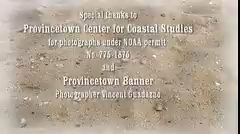 Special thanks to
Provincetown Center for Coastal Studies
for photographs under NOAA permit
No. 775-1875
and
Provincetown Banner
Photographer Vincent Guadazno